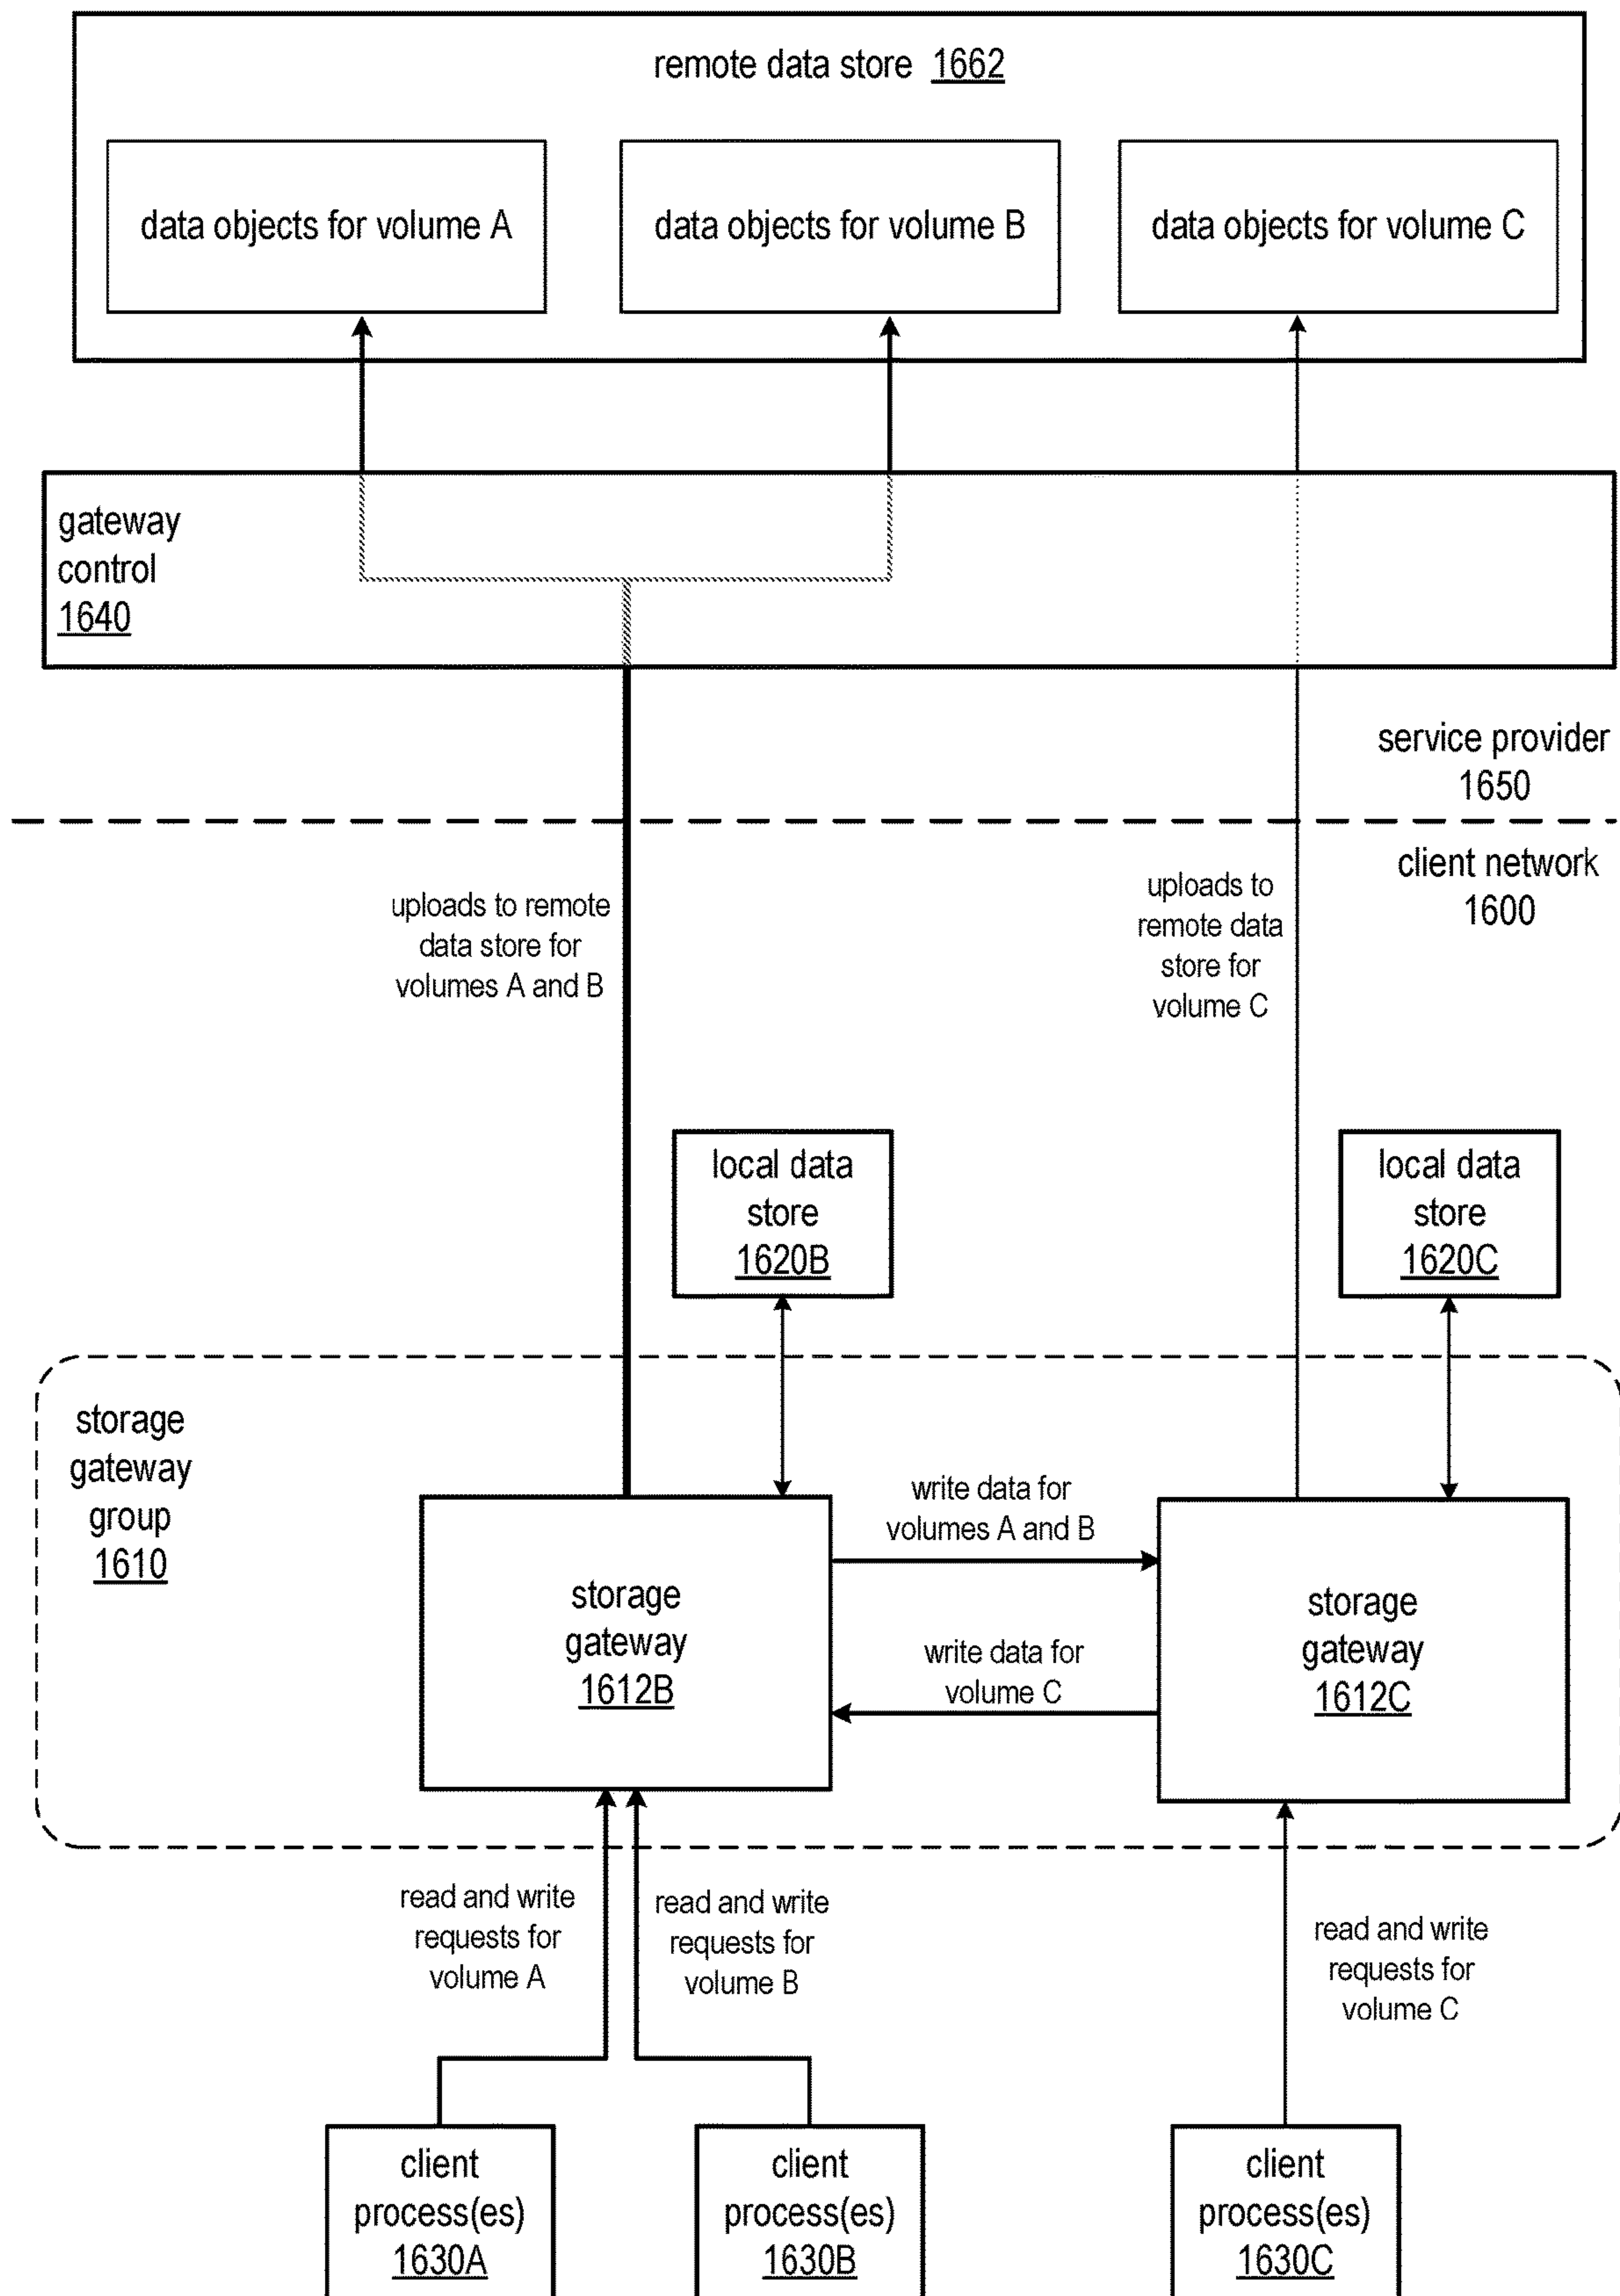 remote data store 1662
data objects for volume A
data objects for volume B
data objects for volume C
gateway
control
1640
service provider
1650
client network
1600
uploads to remote
data store for
volumes A and B
uploads to
remote data
store for
volume C
local data
store
1620B
local data
store
1620C
storage
gateway
group
1610
write data for
volumes A and B
storage
gateway
1612B
write data for
volume C
storage
gateway
1612C
read and write
requests for
volume A
read and write
requests for
volume B
read and write
requests for
volume C
client
process(es)
1630A
client
process(es)
1630B
client
process(es)
1630C